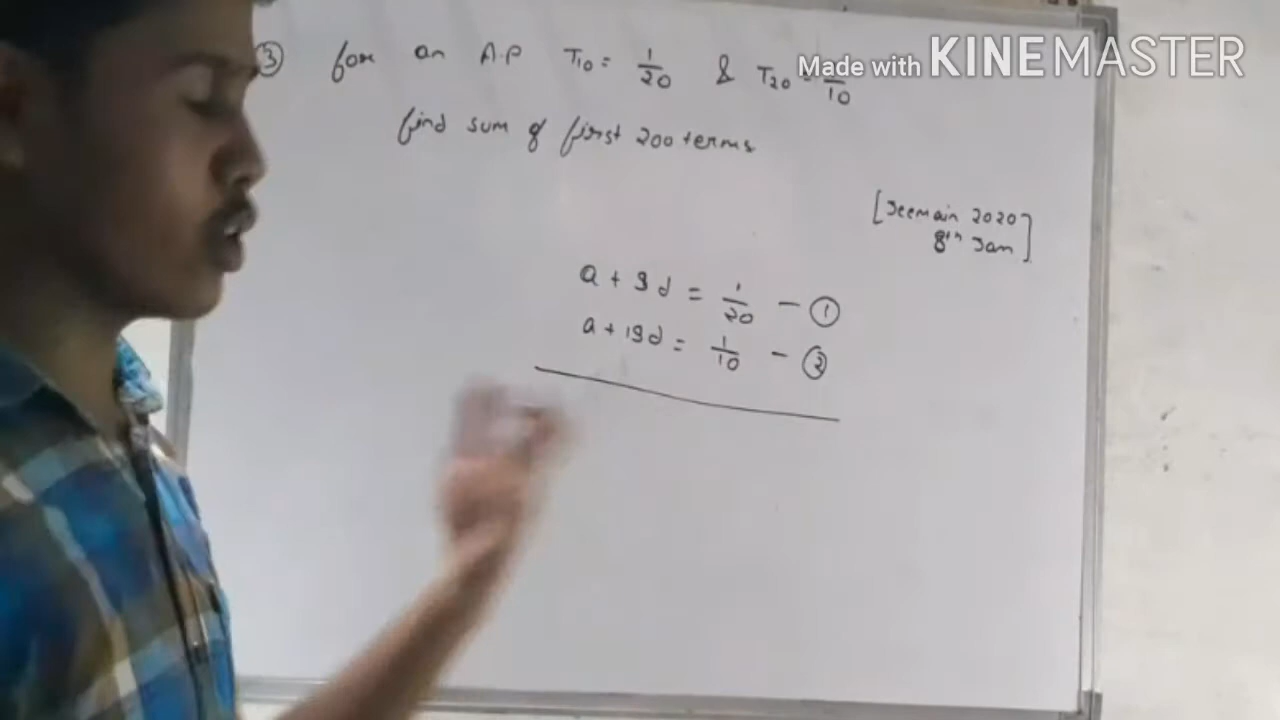 ③ for an A.P T10 = 1/20 & T20 = 1/10
Made with KINEMASTER
find sum of first 200 terms
[Jeemain 2020
8th Jan]
a + 9d = 1/20 - ①
a + 19d = 1/10 - ②